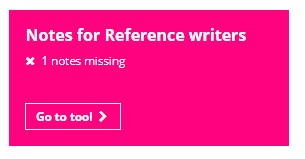 Notes for Reference writers
✖ 1 notes missing
Go to tool >